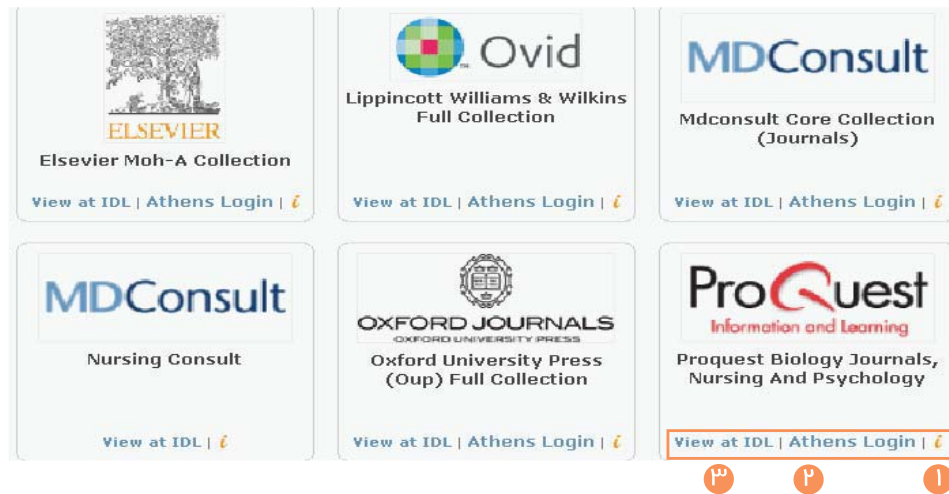 ELSEVIER
Elsevier Moh-A Collection
View at IDL | Athens Login | i
Ovid
Lippincott Williams & Wilkins
Full Collection
View at IDL | Athens Login | i
MDConsult
Mdconsult Core Collection
(Journals)
View at IDL | Athens Login | i
MDConsult
Nursing Consult
View at IDL | i
OXFORD JOURNALS
OXFORD UNIVERSITY PRESS
Oxford University Press
(Oup) Full Collection
View at IDL | Athens Login | i
ProQuest
Information and Learning
Proquest Biology Journals,
Nursing And Psychology
View at IDL | Athens Login | i
۳ ۲ ۱